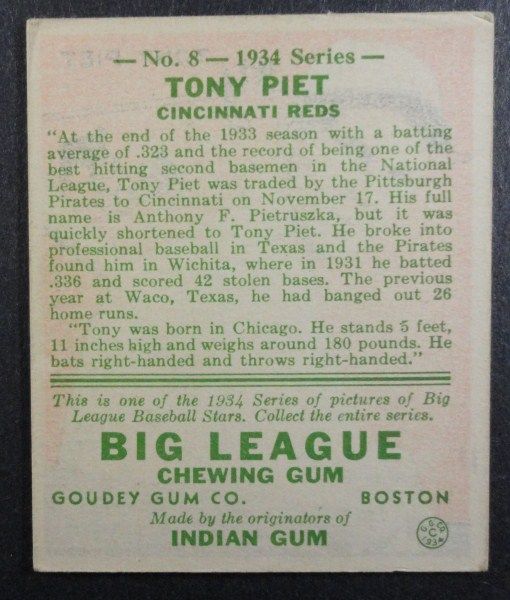 — No. 8 — 1934 Series —
TONY PIET
CINCINNATI REDS
"At the end of the 1933 season with a batting
average of .323 and the record of being one of the
best hitting second basemen in the National
League, Tony Piet was traded by the Pittsburgh
Pirates to Cincinnati on November 17. His full
name is Anthony F. Pietruszka, but it was
quickly shortened to Tony Piet. He broke into
professional baseball in Texas and the Pirates
found him in Wichita, where in 1931 he batted
.336 and scored 42 stolen bases. The previous
year at Waco, Texas, he had banged out 26
home runs.
"Tony was born in Chicago. He stands 5 feet,
11 inches high and weighs around 180 pounds. He
bats right-handed and throws right-handed."
This is one of the 1934 Series of pictures of Big
League Baseball Stars. Collect the entire series.
BIG LEAGUE
CHEWING GUM
GOUDEY GUM CO. BOSTON
Made by the originators of
INDIAN GUM
G.G.CO.
C
1934